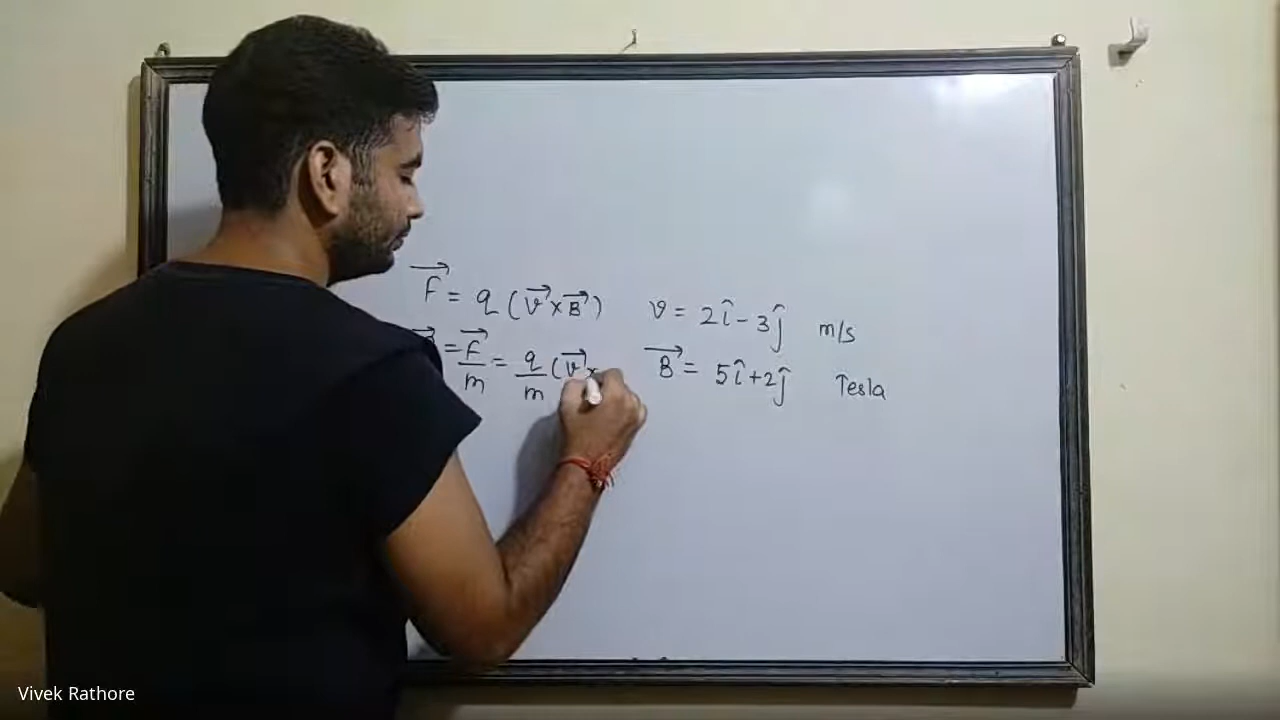 F⃗ = q (v⃗ × B⃗)
v = 2î - 3ĵ m/s
= F⃗/m = q/m (v⃗ ×
B⃗ = 5î + 2ĵ Tesla
Vivek Rathore